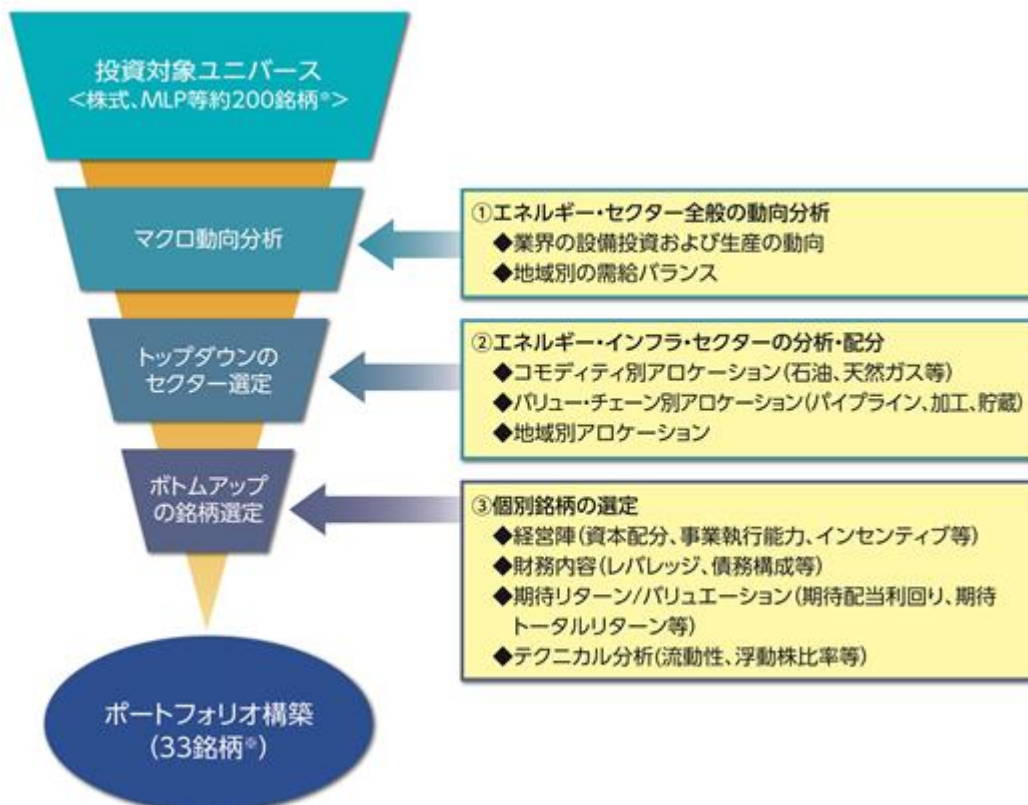 投資対象ユニバース
<株式、MLP等約200銘柄※>
マクロ動向分析
①エネルギー・セクター全般の動向分析
◆業界の設備投資および生産の動向
◆地域別の需給バランス
トップダウンの
セクター選定
②エネルギー・インフラ・セクターの分析・配分
◆コモディティ別アロケーション(石油、天然ガス等)
◆バリュー・チェーン別アロケーション(パイプライン、加工、貯蔵)
◆地域別アロケーション
ボトムアップ
の銘柄選定
③個別銘柄の選定
◆経営陣(資本配分、事業執行能力、インセンティブ等)
◆財務内容(レバレッジ、債務構成等)
◆期待リターン/バリュエーション(期待配当利回り、期待
トータルリターン等)
◆テクニカル分析(流動性、浮動株比率等)
ポートフォリオ構築
(33銘柄※)